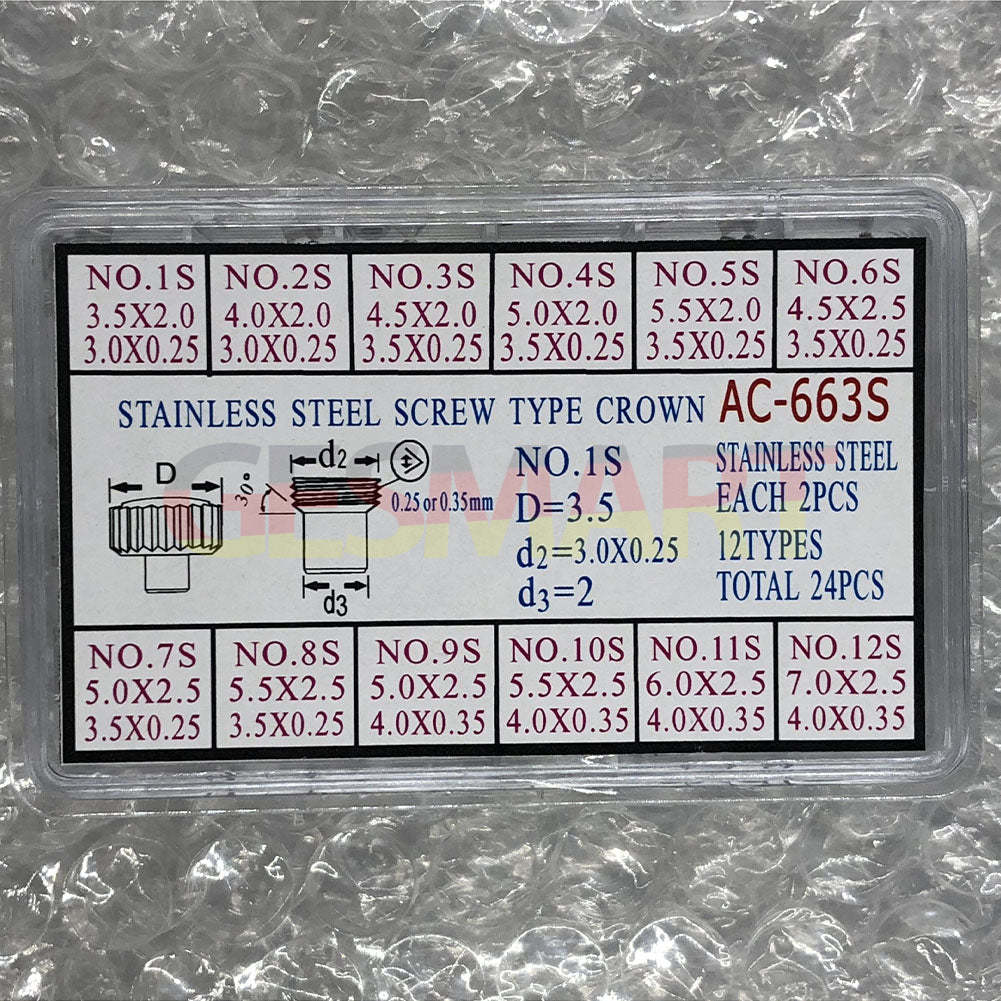 NO.1S
3.5X2.0
3.0X0.25
NO.2S
4.0X2.0
3.0X0.25
NO.3S
4.5X2.0
3.5X0.25
NO.4S
5.0X2.0
3.5X0.25
NO.5S
5.5X2.0
3.5X0.25
NO.6S
4.5X2.5
3.5X0.25
STAINLESS STEEL SCREW TYPE CROWN AC-663S
D
30°
d2
0.25 or 0.35mm
d3
NO.1S
D=3.5
d2=3.0X0.25
d3=2
STAINLESS STEEL
EACH 2PCS
12TYPES
TOTAL 24PCS
GESMART
NO.7S
5.0X2.5
3.5X0.25
NO.8S
5.5X2.5
3.5X0.25
NO.9S
5.0X2.5
4.0X0.35
NO.10S
5.5X2.5
4.0X0.35
NO.11S
6.0X2.5
4.0X0.35
NO.12S
7.0X2.5
4.0X0.35